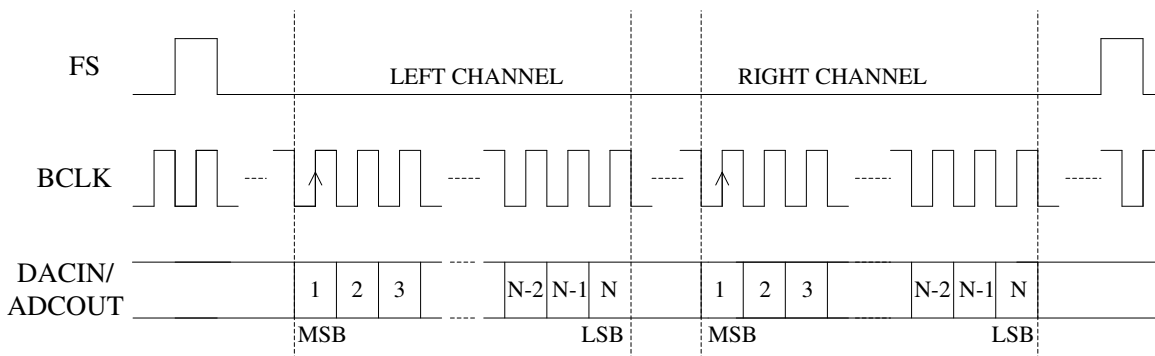 FS
LEFT CHANNEL RIGHT CHANNEL
BCLK
DACIN/
ADCOUT
1 2 3 N-2 N-1 N 1 2 3 N-2 N-1 N
MSB LSB MSB LSB